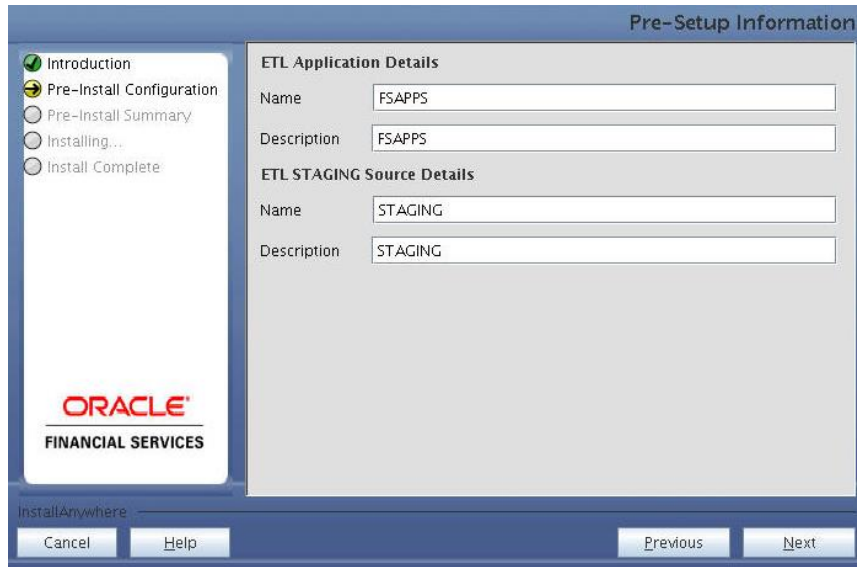 Pre-Setup Information
Introduction
Pre-Install Configuration
Pre-Install Summary
Installing...
Install Complete
ORACLE'
FINANCIAL SERVICES
ETL Application Details
Name FSAPPS
Description FSAPPS
ETL STAGING Source Details
Name STAGING
Description STAGING
InstallAnywhere
Cancel Help Previous Next